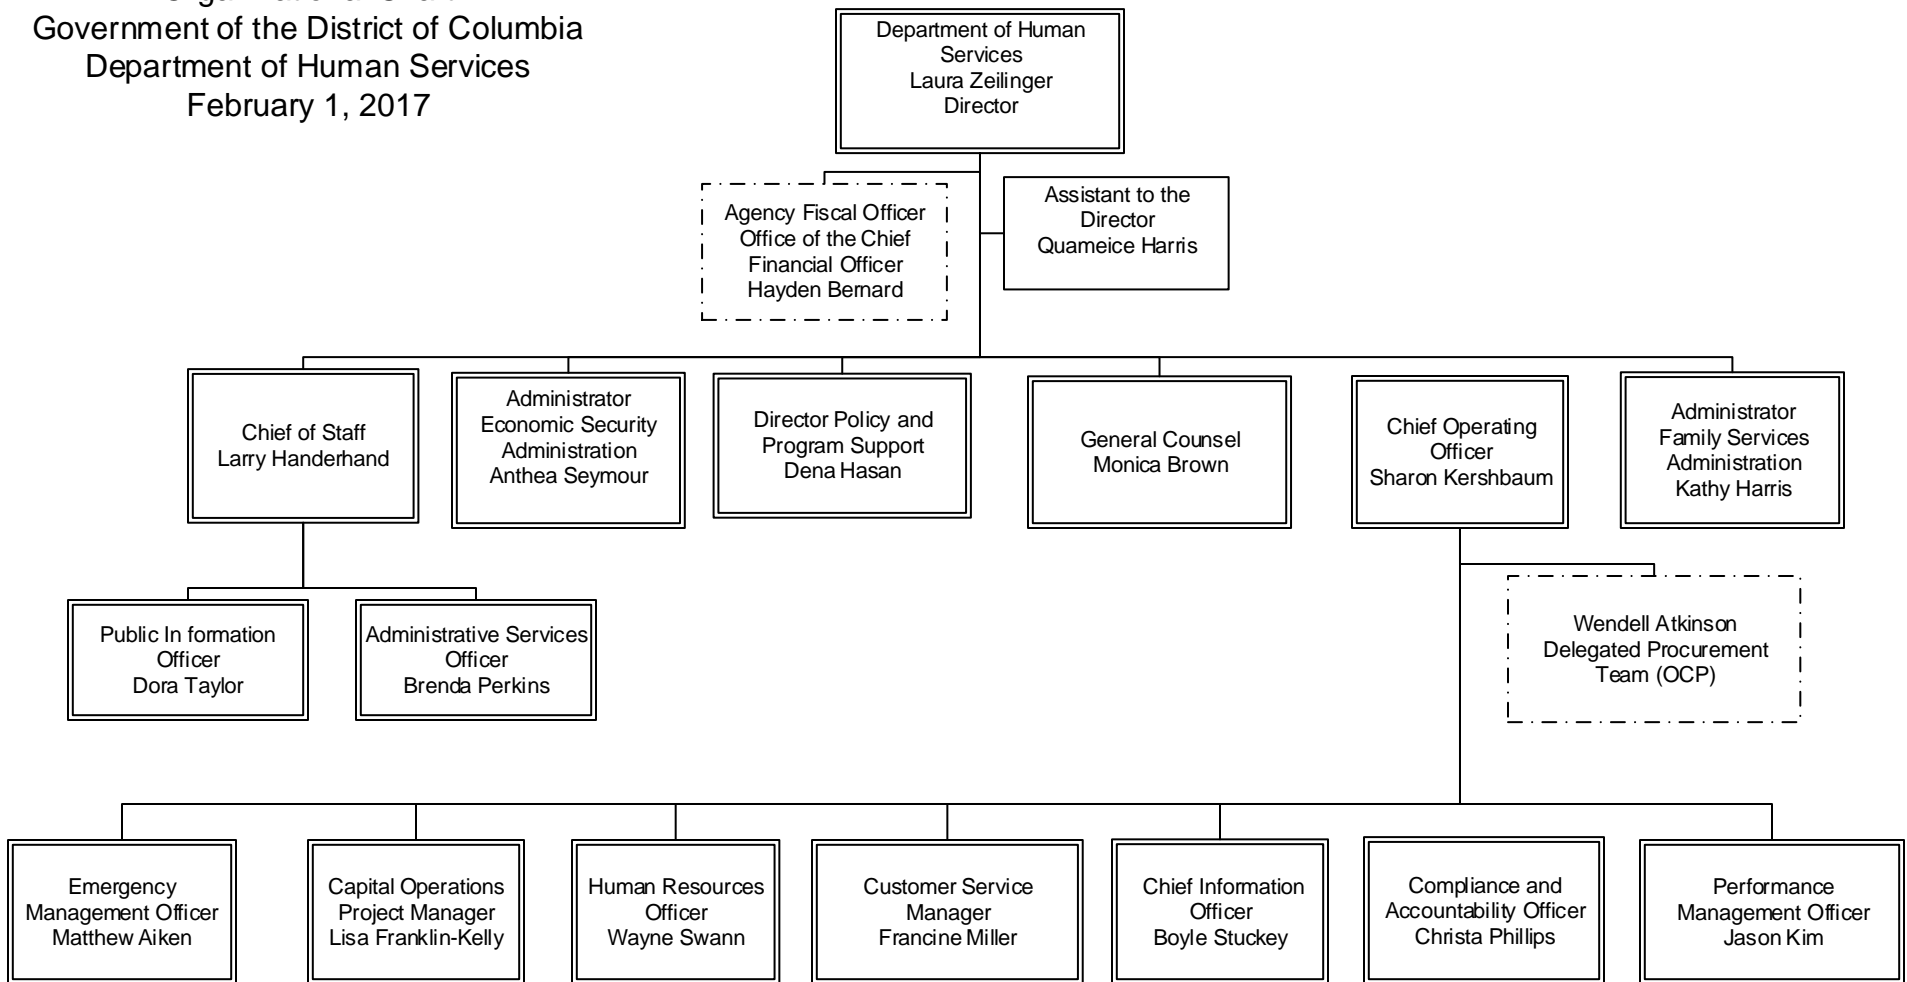 Government of the District of Columbia
Department of Human Services
February 1, 2017
Department of Human
Services
Laura Zeilinger
Director
Agency Fiscal Officer
Office of the Chief
Financial Officer
Hayden Bernard
Assistant to the
Director
Quameice Harris
Chief of Staff
Larry Handerhand
Administrator
Economic Security
Administration
Anthea Seymour
Director Policy and
Program Support
Dena Hasan
General Counsel
Monica Brown
Chief Operating
Officer
Sharon Kershbaum
Administrator
Family Services
Administration
Kathy Harris
Public In formation
Officer
Dora Taylor
Administrative Services
Officer
Brenda Perkins
Wendell Atkinson
Delegated Procurement
Team (OCP)
Emergency
Management Officer
Matthew Aiken
Capital Operations
Project Manager
Lisa Franklin-Kelly
Human Resources
Officer
Wayne Swann
Customer Service
Manager
Francine Miller
Chief Information
Officer
Boyle Stuckey
Compliance and
Accountability Officer
Christa Phillips
Performance
Management Officer
Jason Kim